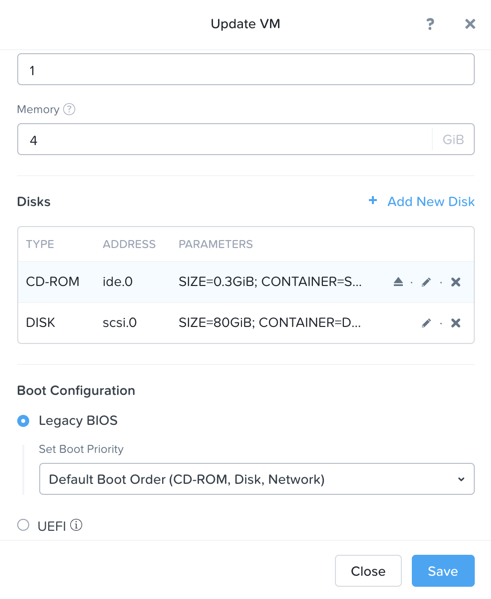 Update VM ?
1
Memory ?
4 GiB
Disks + Add New Disk
TYPE ADDRESS PARAMETERS
CD-ROM ide.0 SIZE=0.3GiB; CONTAINER=S...
DISK scsi.0 SIZE=80GiB; CONTAINER=D...
Boot Configuration
Legacy BIOS
Set Boot Priority
Default Boot Order (CD-ROM, Disk, Network)
UEFI
Close Save